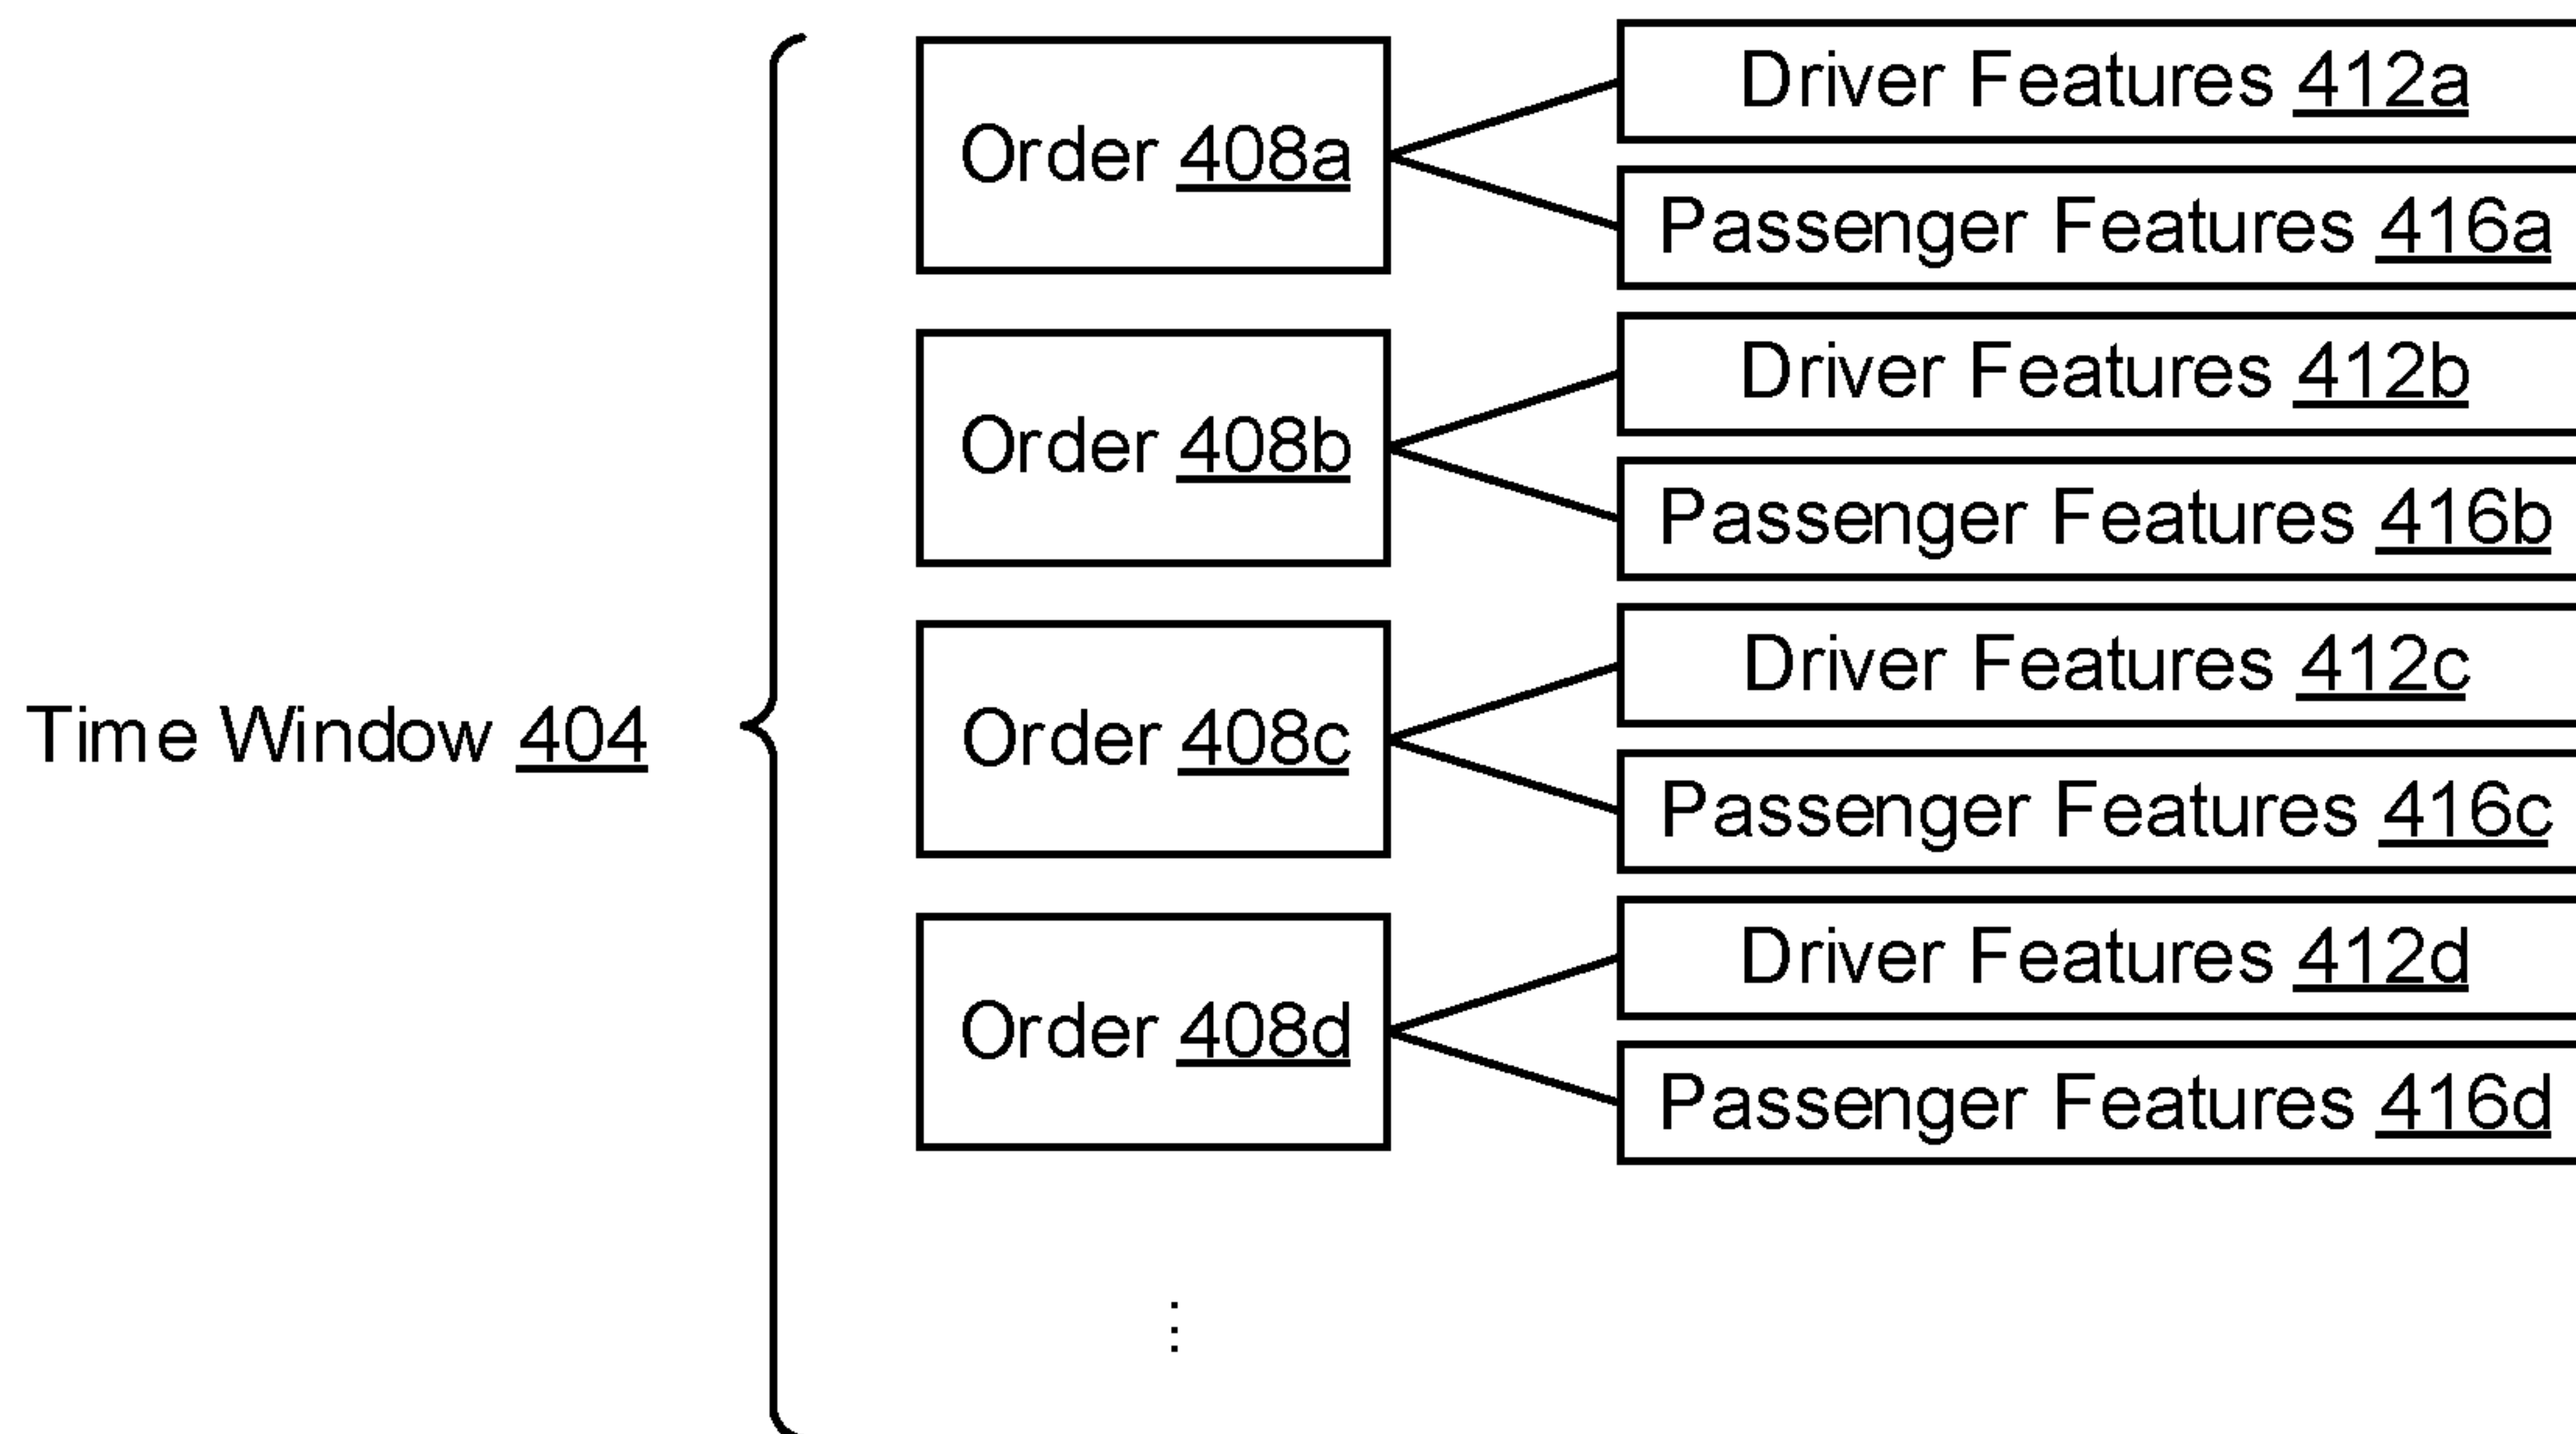 Time Window 404
Order 408a
Driver Features 412a
Passenger Features 416a
Order 408b
Driver Features 412b
Passenger Features 416b
Order 408c
Driver Features 412c
Passenger Features 416c
Order 408d
Driver Features 412d
Passenger Features 416d
⋮